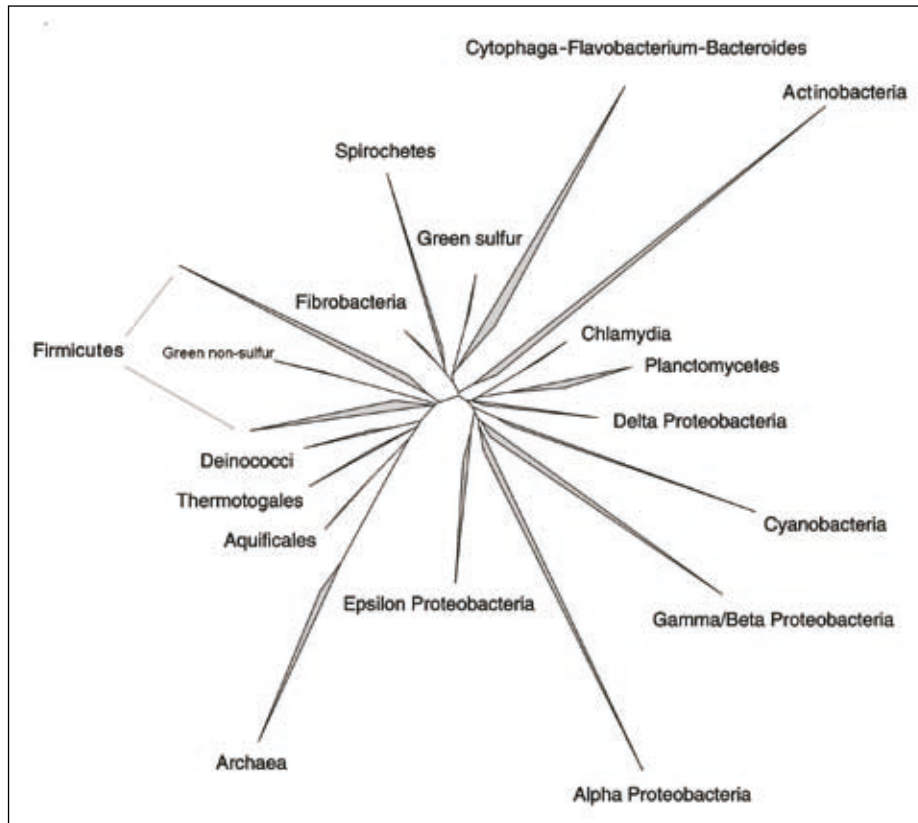 Cytophaga-Flavobacterium-Bacteroides
Actinobacteria
Spirochetes
Green sulfur
Fibrobacteria
Chlamydia
Firmicutes
Green non-sulfur
Planctomycetes
Delta Proteobacteria
Deinococci
Thermotogales
Cyanobacteria
Aquificales
Epsilon Proteobacteria
Gamma/Beta Proteobacteria
Archaea
Alpha Proteobacteria